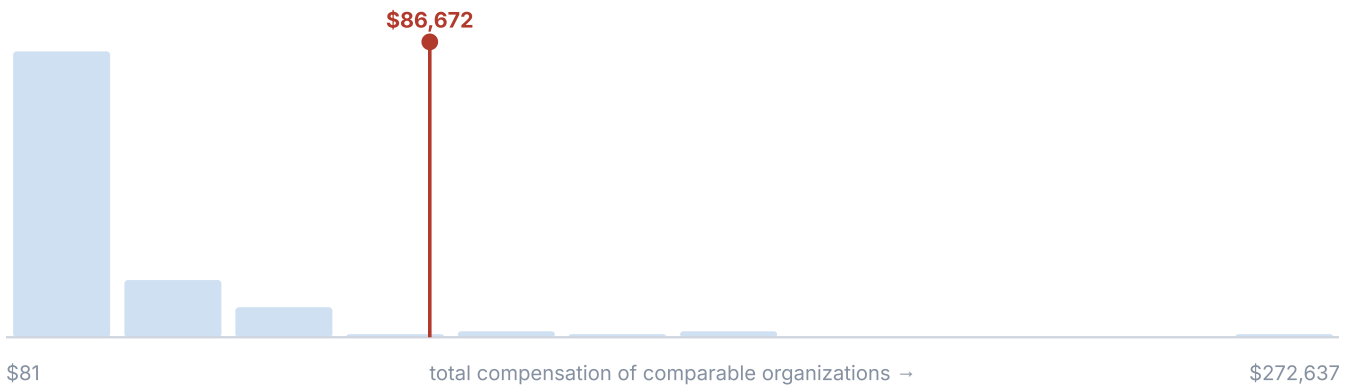 $86,672
$81 total compensation of comparable organizations → $272,637